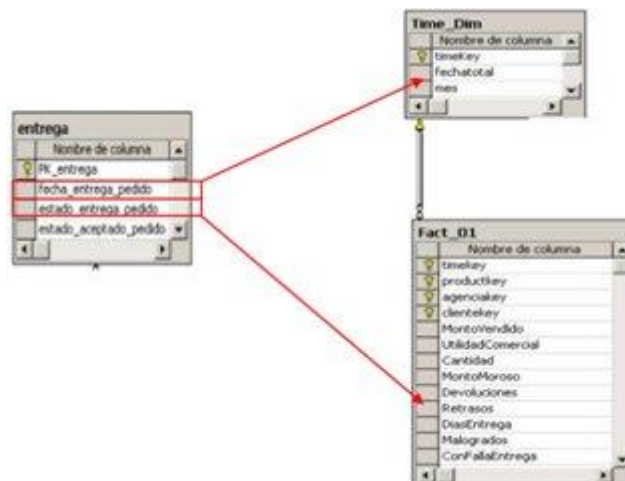 Time_Dim
Nombre de columna
timeKey
fechatotal
mes
entrega
Nombre de columna
PK_entrega
fecha_entrega_pedido
estado_entrega_pedido
estado_aceptado_pedido
Fact_01
Nombre de columna
timekey
productkey
agenciakey
clientekey
MontoVendido
UtilidadComercial
Cantidad
MontoMoroso
Devoluciones
Retrasos
DiasEntrega
Malogrados
ConFallaEntrega